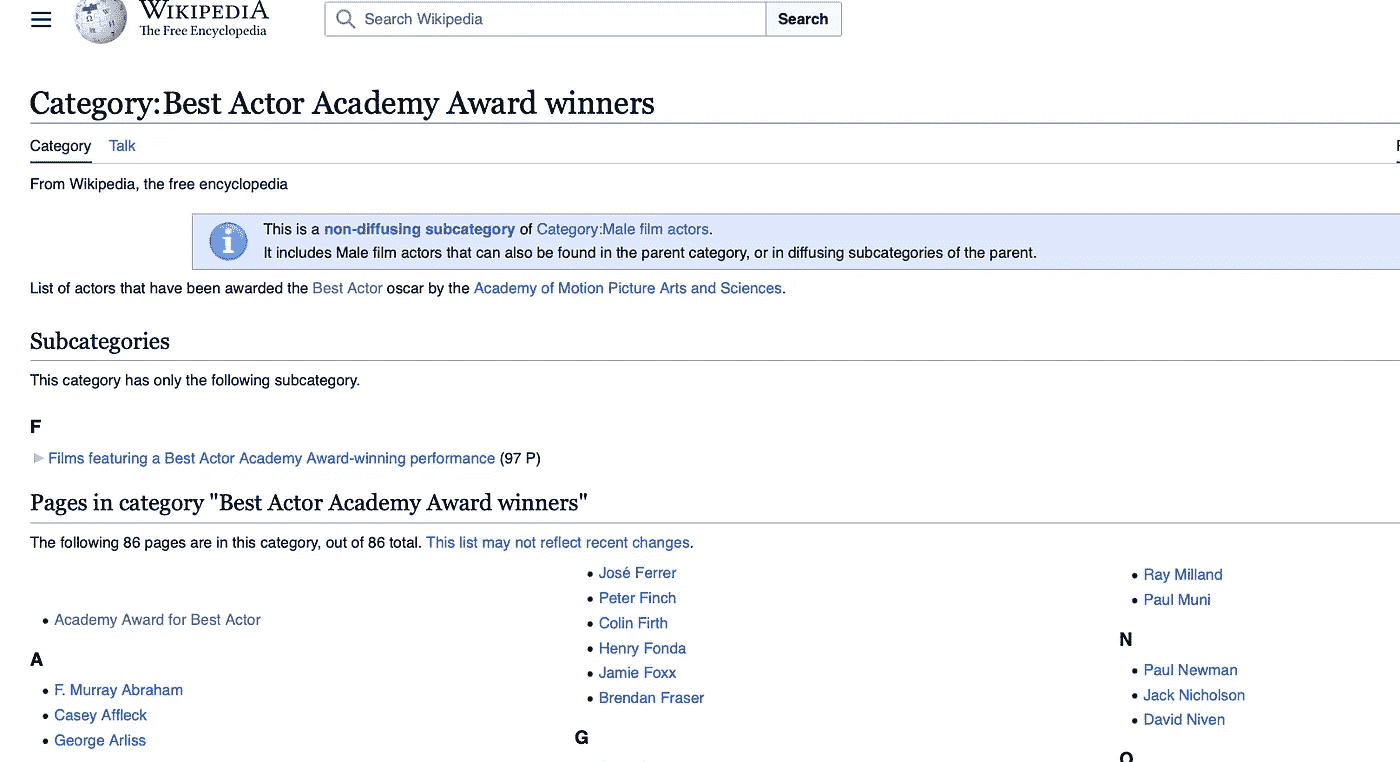 WIKIPEDIA
The Free Encyclopedia
Search Wikipedia
Search
Category:Best Actor Academy Award winners
Category Talk
From Wikipedia, the free encyclopedia
This is a non-diffusing subcategory of Category:Male film actors.
It includes Male film actors that can also be found in the parent category, or in diffusing subcategories of the parent.
List of actors that have been awarded the Best Actor oscar by the Academy of Motion Picture Arts and Sciences.
Subcategories
This category has only the following subcategory.
F
Films featuring a Best Actor Academy Award-winning performance (97 P)
Pages in category "Best Actor Academy Award winners"
The following 86 pages are in this category, out of 86 total. This list may not reflect recent changes.
Academy Award for Best Actor
A
F. Murray Abraham
Casey Affleck
George Arliss
José Ferrer
Peter Finch
Colin Firth
Henry Fonda
Jamie Foxx
Brendan Fraser
G
Ray Milland
Paul Muni
N
Paul Newman
Jack Nicholson
David Niven